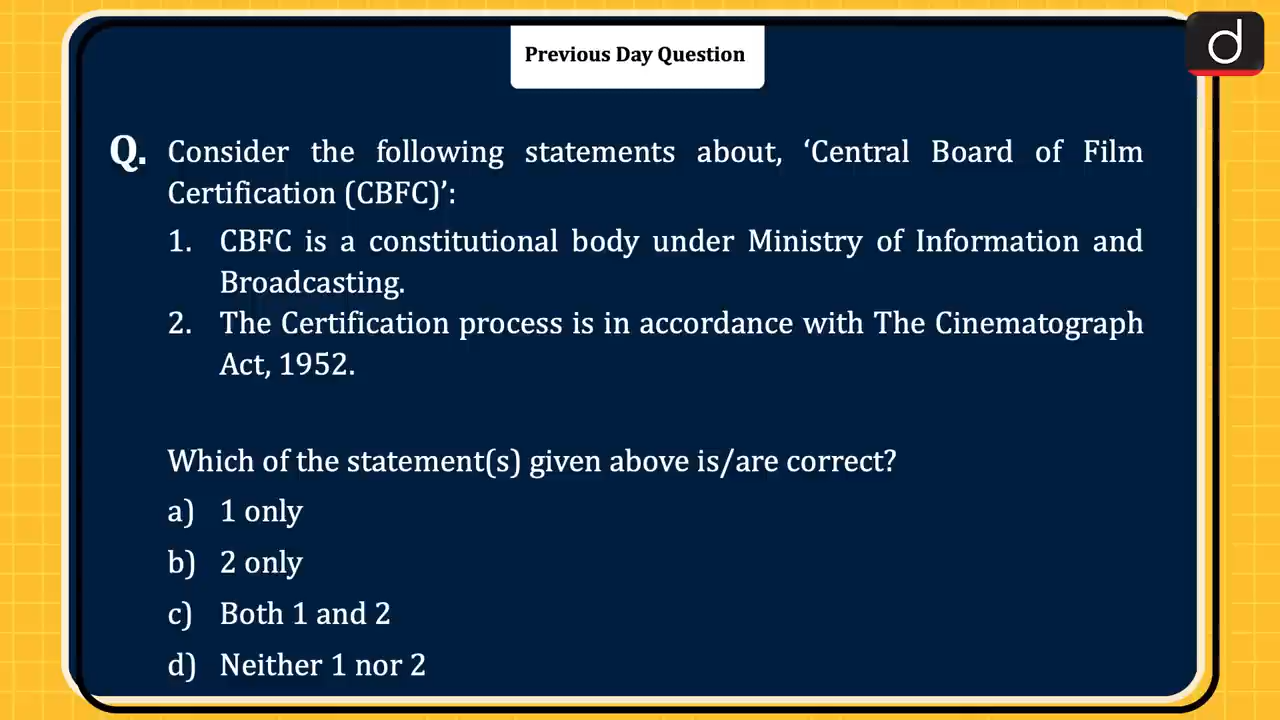 Previous Day Question
d
Q. Consider the following statements about, ‘Central Board of Film
Certification (CBFC)’:
1. CBFC is a constitutional body under Ministry of Information and
Broadcasting.
2. The Certification process is in accordance with The Cinematograph
Act, 1952.
Which of the statement(s) given above is/are correct?
a) 1 only
b) 2 only
c) Both 1 and 2
d) Neither 1 nor 2